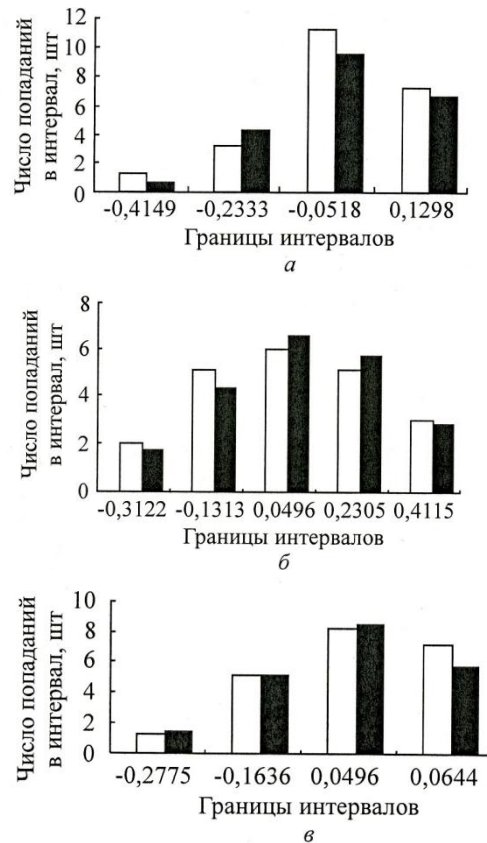 Число попаданий
в интервал, шт
12
10
8
6
4
2
0
-0,4149 -0,2333 -0,0518 0,1298
Границы интервалов
а
Число попаданий
в интервал, шт
8
6
4
2
0
-0,3122 -0,1313 0,0496 0,2305 0,4115
Границы интервалов
б
Число попаданий
в интервал, шт
10
8
6
4
2
0
-0,2775 -0,1636 0,0496 0,0644
Границы интервалов
в